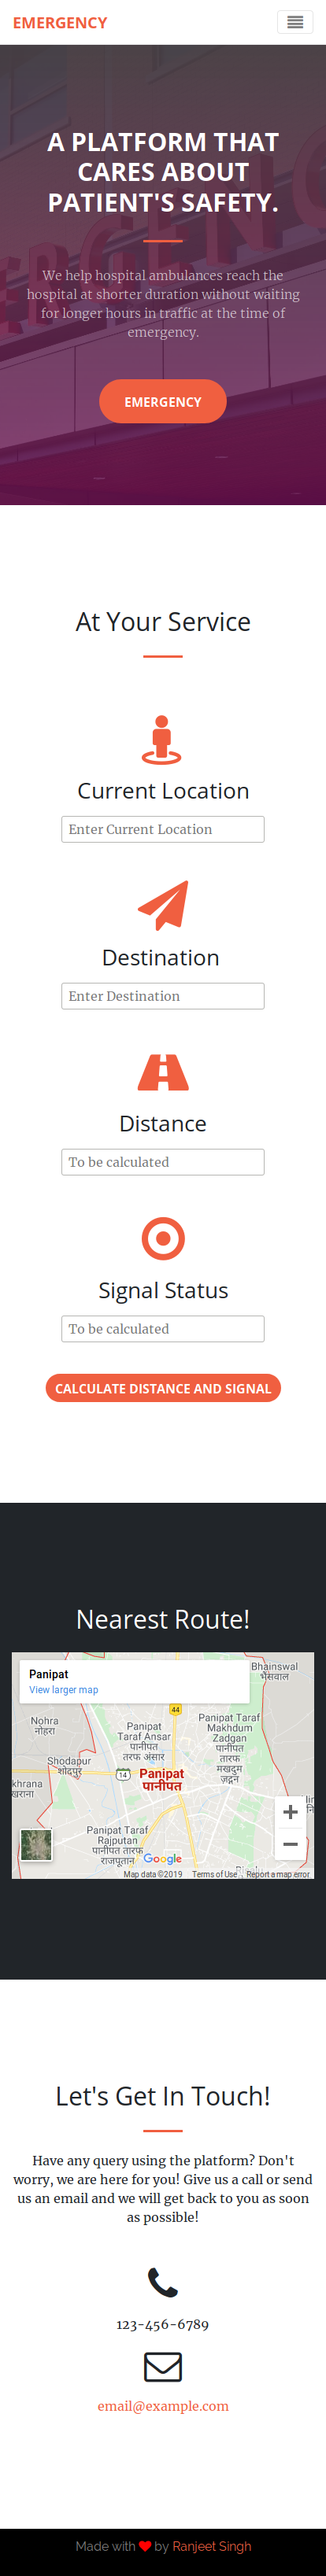 EMERGENCY
A PLATFORM THAT
CARES ABOUT
PATIENT'S SAFETY.
We help hospital ambulances reach the
hospital at shorter duration without waiting
for longer hours in traffic at the time of
emergency.
EMERGENCY
At Your Service
Current Location
Enter Current Location
Destination
Enter Destination
Distance
To be calculated
Signal Status
To be calculated
CALCULATE DISTANCE AND SIGNAL
Nearest Route!
Panipat
View larger map
Bhainswal
भैंसवाल
44
Nohra
नोहरा
Panipat
Taraf Ansar
पानीपत
तरफ अंसार
Panipat Taraf
Makhdum
Zadgan
पानीपत
तारफ
मखदुम
ज़दगन
Shodapur
शोदापुर
14
Panipat
पानीपत
khrana
खराना
Panipat Taraf
Rajputan
पानीपत तारफ
राजपूतान
Google
Map data ©2019
Terms of Use
Report a map error
Let's Get In Touch!
Have any query using the platform? Don't
worry, we are here for you! Give us a call or send
us an email and we will get back to you as soon
as possible!
123-456-6789
email@example.com
Made with by Ranjeet Singh